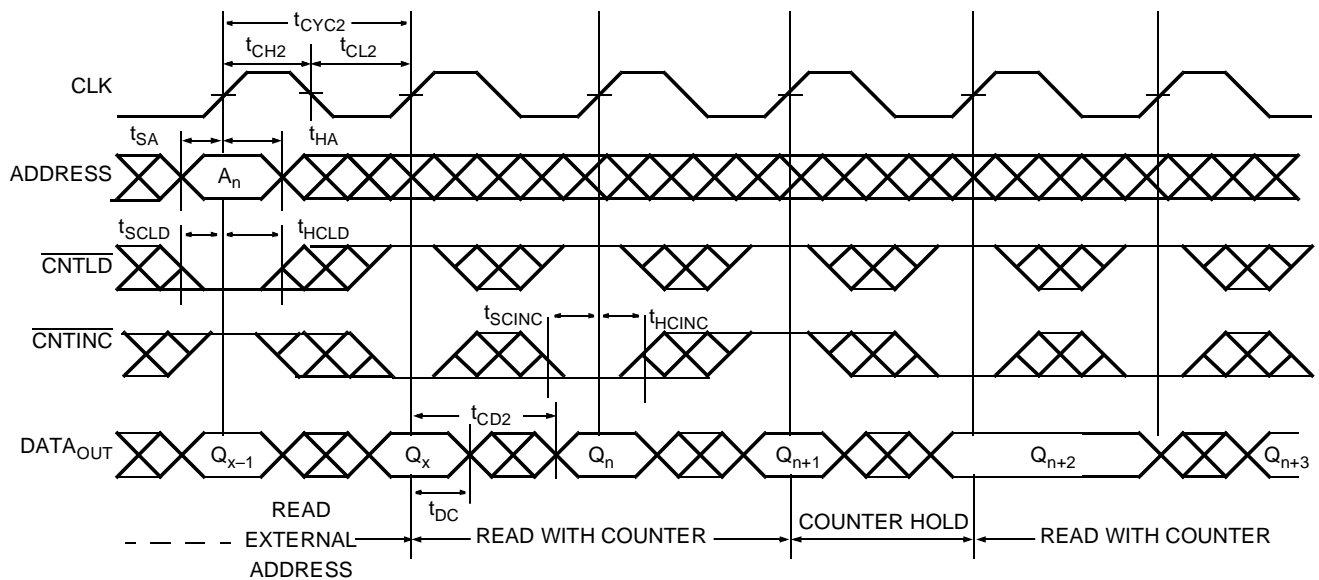 tCYC2
tCH2 tCL2
CLK
tSA tHA
ADDRESS An
tSCLD tHCLD
CNTLD
tSCINC tHCINC
CNTINC
tCD2
DATAOUT Qx–1 Qx Qn Qn+1 Qn+2 Qn+3
tDC
READ
EXTERNAL
ADDRESS
READ WITH COUNTER
COUNTER HOLD
READ WITH COUNTER